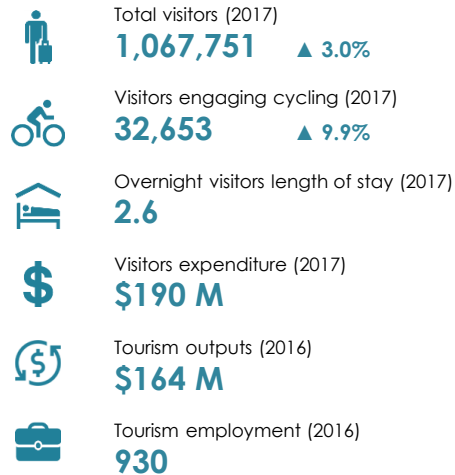 Total visitors (2017)
1,067,751 ▲ 3.0%
Visitors engaging cycling (2017)
32,653 ▲ 9.9%
Overnight visitors length of stay (2017)
2.6
$
Visitors expenditure (2017)
$190 M
$
Tourism outputs (2016)
$164 M
Tourism employment (2016)
930